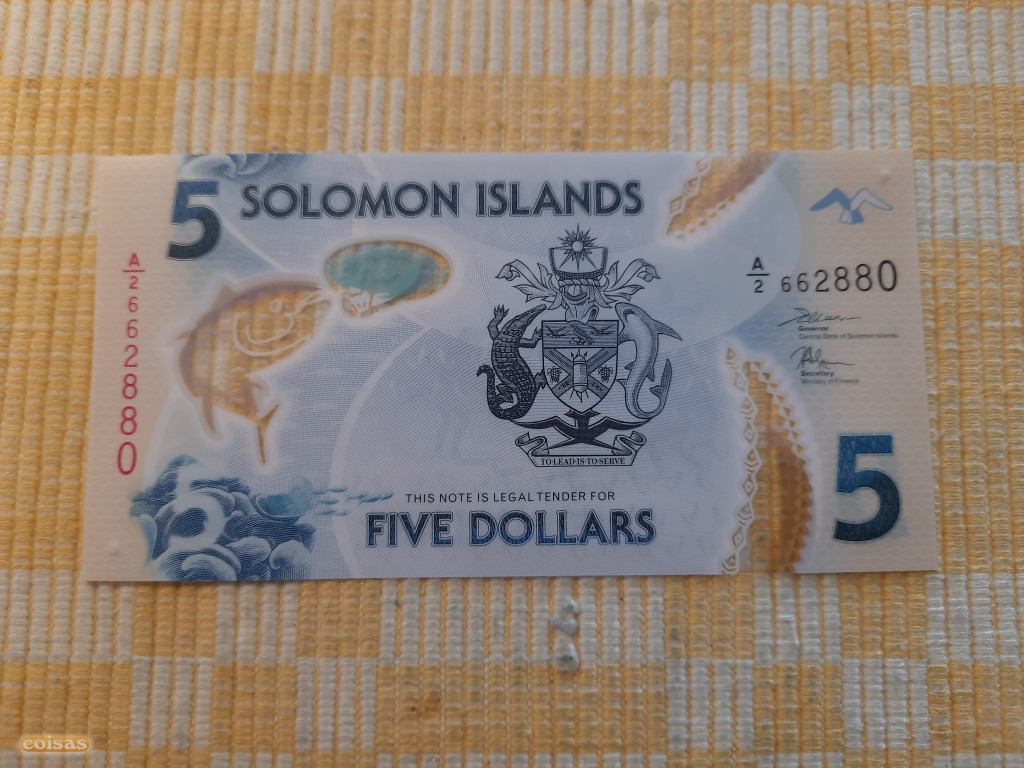 5 SOLOMON ISLANDS
A/2 662880
A/2 662880
Governor
Central Bank of Solomon Islands
Secretary
Ministry of Finance
TO·LEAD·IS·TO·SERVE
THIS NOTE IS LEGAL TENDER FOR
FIVE DOLLARS
5
5
coisas